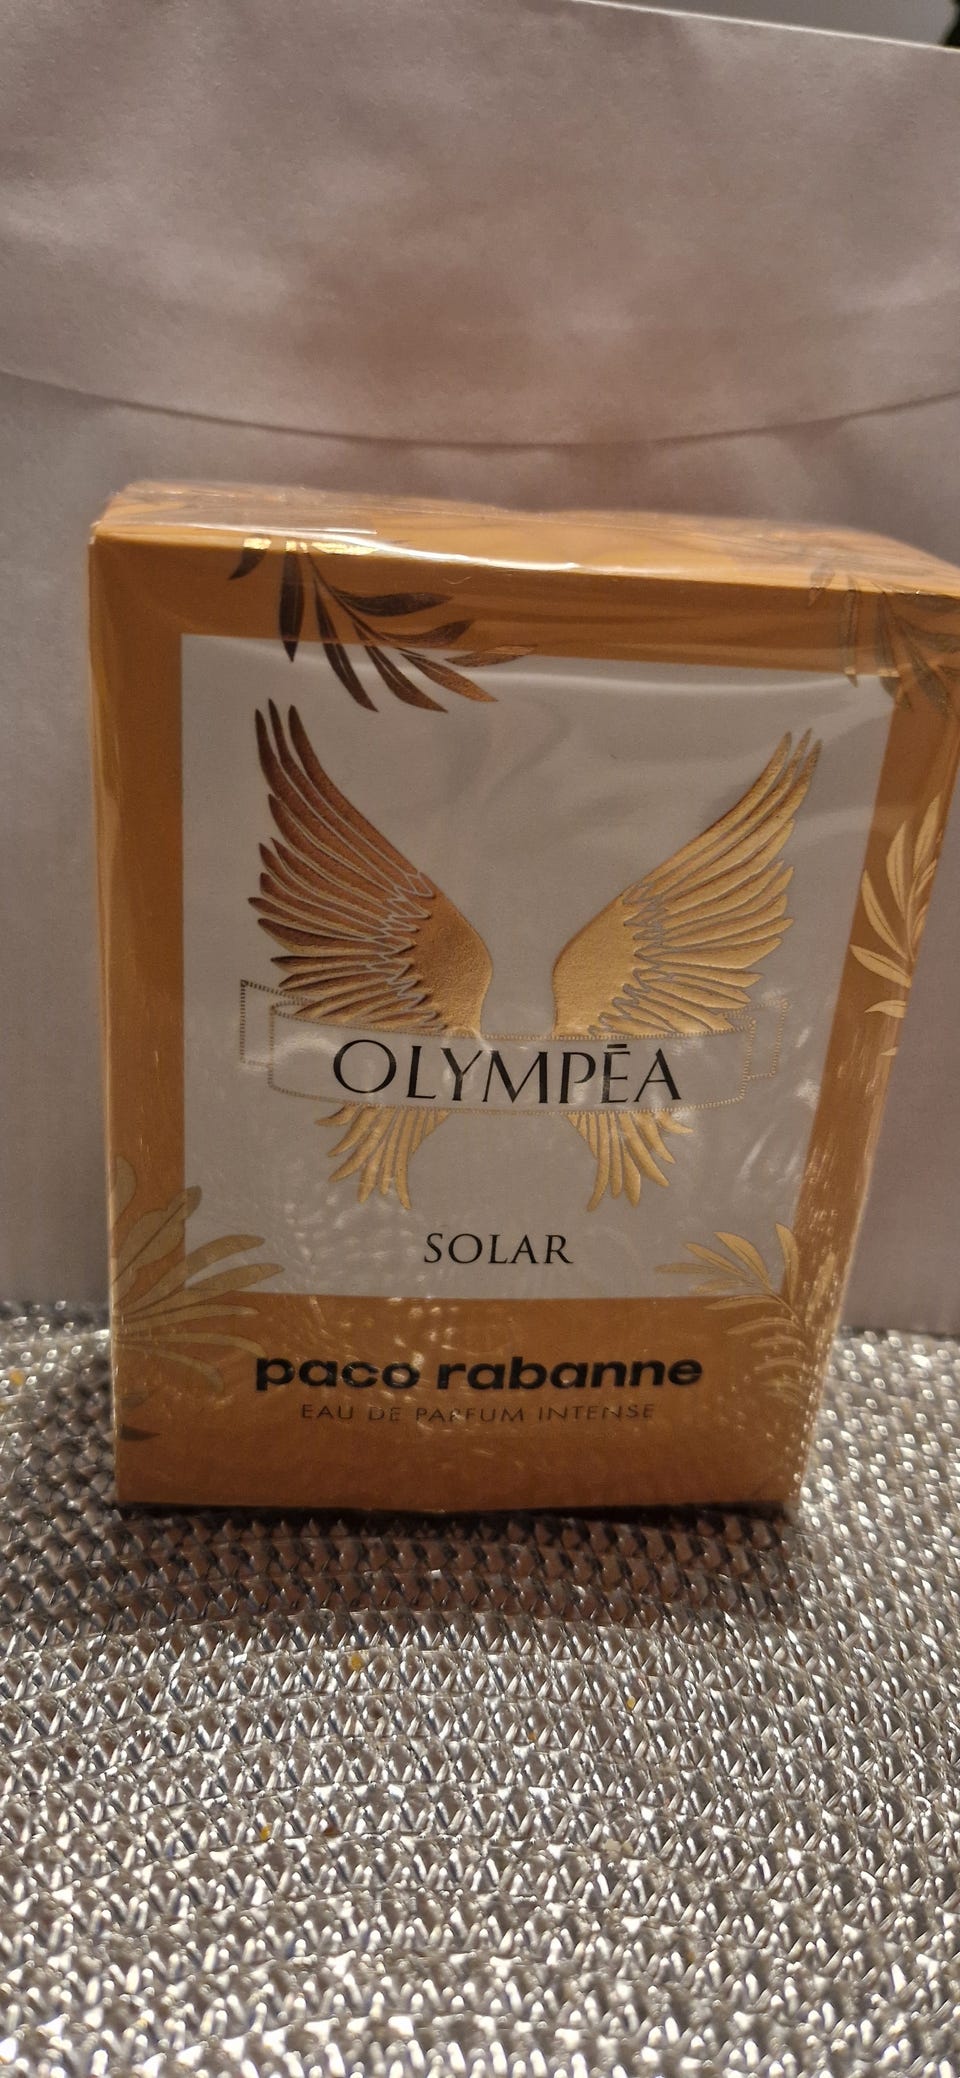 OLYMPĒA
SOLAR
paco rabanne
EAU DE PARFUM INTENSE